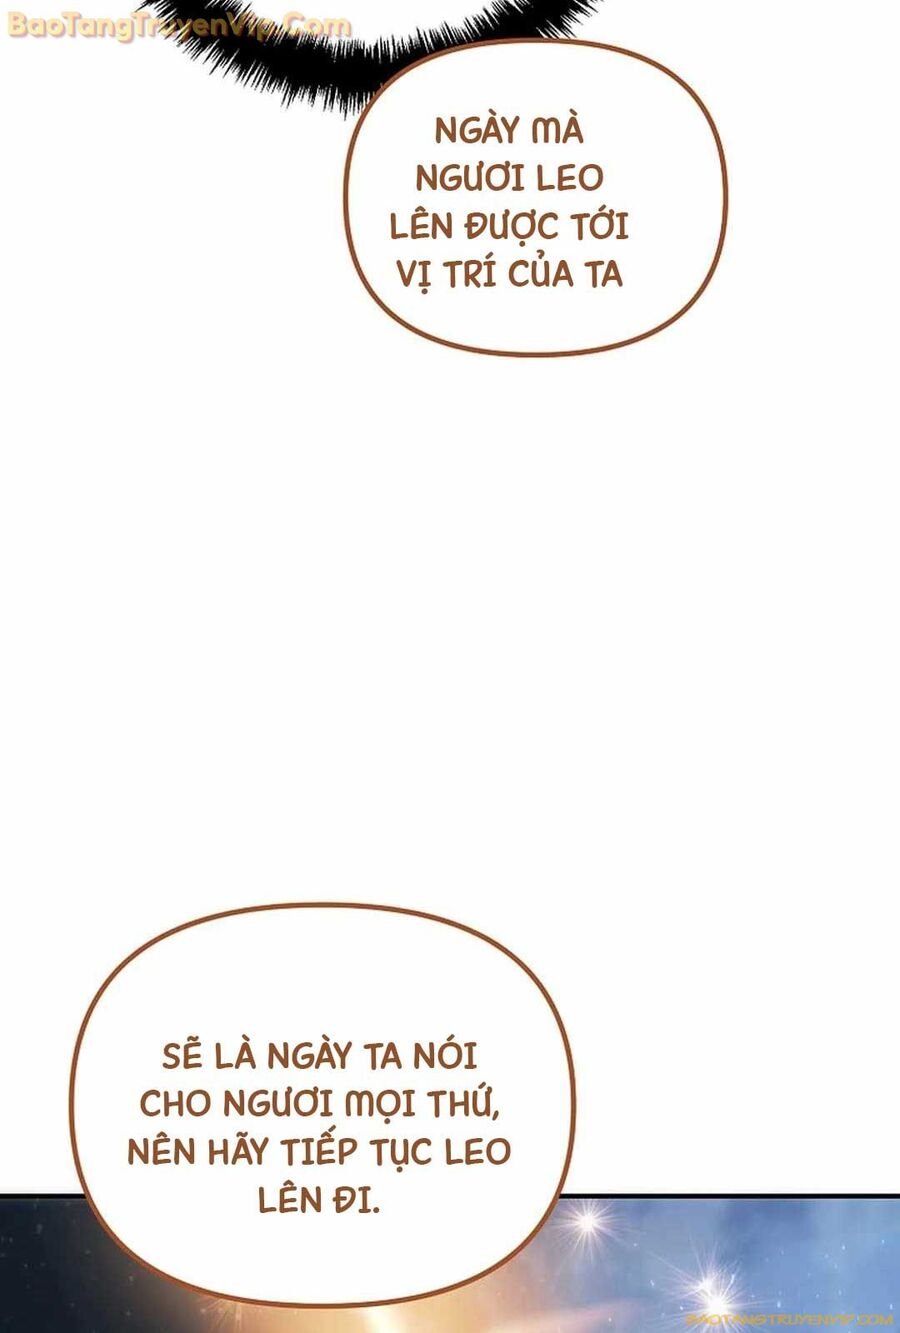 BaoTangTruyenVip.Com
NGÀY MÀ
NGƯƠI LEO
LÊN ĐƯỢC TỚI
VỊ TRÍ CỦA TA
SẼ LÀ NGÀY TA NÓI
CHO NGƯƠI MỌI THỨ,
NÊN HÃY TIẾP TỤC LEO
LÊN ĐI.
BAOTANGTRUYENVIP.COM